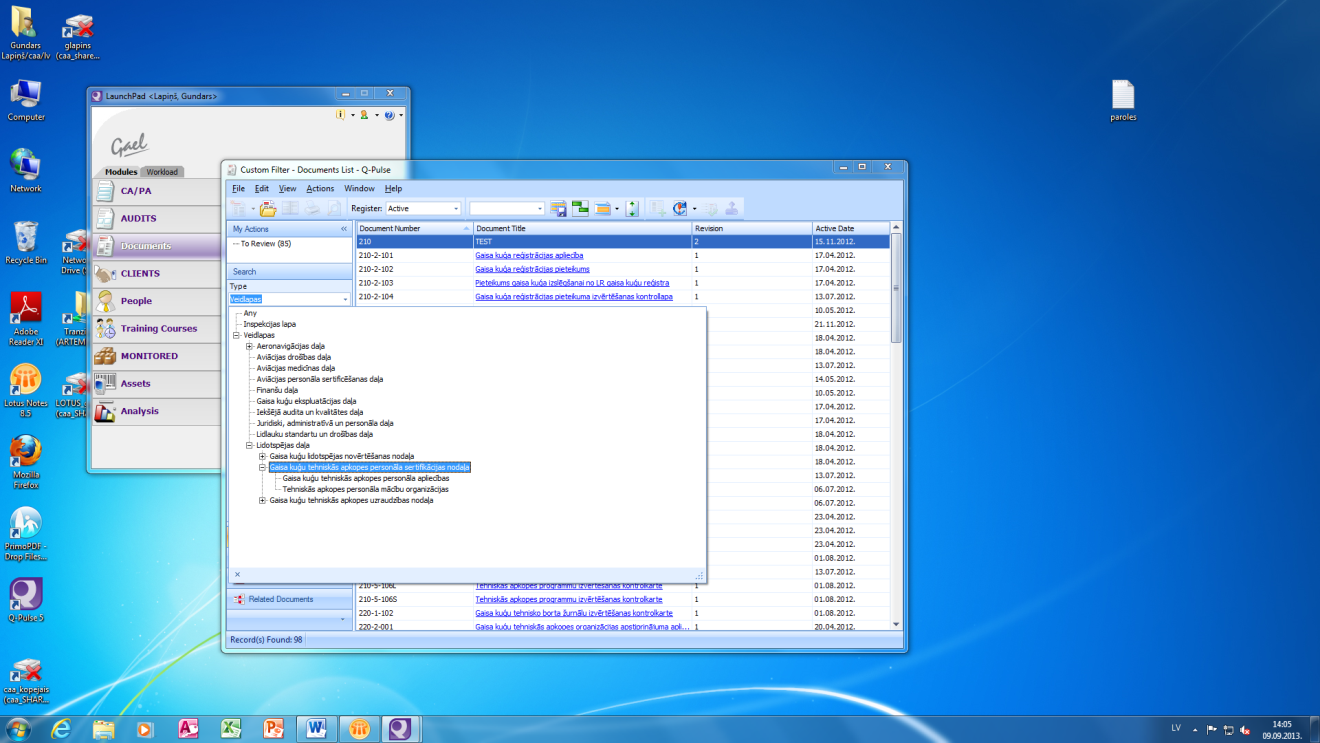 Gundars
Lapiņš/caa/lv
glapins
(caa_share...
Computer
Network
Recycle Bin
Netwo
Drive (
Adobe
Reader XI
Tranzi
(ARTEM
Lotus Notes
8.5
LOTUS_
(caa_SHA
Mozilla
Firefox
PrimoPDF -
Drop Files...
Q-Pulse 5
caa_kopejais
(caa_SHAR...
paroles
LaunchPad <Lapiņš, Gundars>
Gael
Modules Workload
CA/PA
AUDITS
Documents
CLIENTS
People
Training Courses
MONITORED
Assets
Analysis
Custom Filter - Documents List - Q-Pulse
File Edit View Actions Window Help
Register: Active
My Actions
To Review (85)
Search
Type
Veidlapas
Any
Inspekcijas lapa
Veidlapas
Aeronavigācijas daļa
Aviācijas drošības daļa
Aviācijas medicīnas daļa
Aviācijas personāla sertificēšanas daļa
Finanšu daļa
Gaisa kuģu ekspluatācijas daļa
Iekšējā audita un kvalitātes daļa
Juridiski, administratīvā un personāla daļa
Lidlauku standartu un drošības daļa
Lidotspējas daļa
Gaisa kuģu lidotspējas novērtēšanas nodaļa
Gaisa kuģu tehniskās apkopes personāla sertifikācijas nodaļa
Gaisa kuģu tehniskās apkopes personāla apliecības
Tehniskās apkopes personāla mācību organizācijas
Gaisa kuģu tehniskās apkopes uzraudzības nodaļa
Related Documents
Record(s) Found: 98
Document Number Document Title Revision Active Date
210 TEST 2 15.11.2012.
210-2-101 Gaisa kuģa reģistrācijas apliecība 1 17.04.2012.
210-2-102 Gaisa kuģa reģistrācijas pieteikums 1 17.04.2012.
210-2-103 Pieteikums gaisa kuģa izslēgšanai no LR gaisa kuģu reģistra 1 17.04.2012.
210-2-104 Gaisa kuģa reģistrācijas pieteikuma izvērtēšanas kontrollapa 1 13.07.2012.
10.05.2012.
21.11.2012.
18.04.2012.
18.04.2012.
13.07.2012.
14.05.2012.
10.05.2012.
17.04.2012.
17.04.2012.
18.04.2012.
18.04.2012.
18.04.2012.
13.07.2012.
06.07.2012.
06.07.2012.
23.04.2012.
23.04.2012.
23.04.2012.
01.08.2012.
13.07.2012.
210-5-106L Tehniskās apkopes programmu izvērtēšanas kontrolkarte 1 01.08.2012.
210-5-106S Tehniskās apkopes programmu izvērtēšanas kontrolkarte 1 01.08.2012.
220-1-102 Gaisa kuģu tehnisko borta žurnālu izvērtēšanas kontrolkarte 1 01.08.2012.
220-2-001 Gaisa kuģu tehniskās apkopes organizācijas apstiprinājuma apli... 1 20.04.2012.
LV
14:05
09.09.2013.